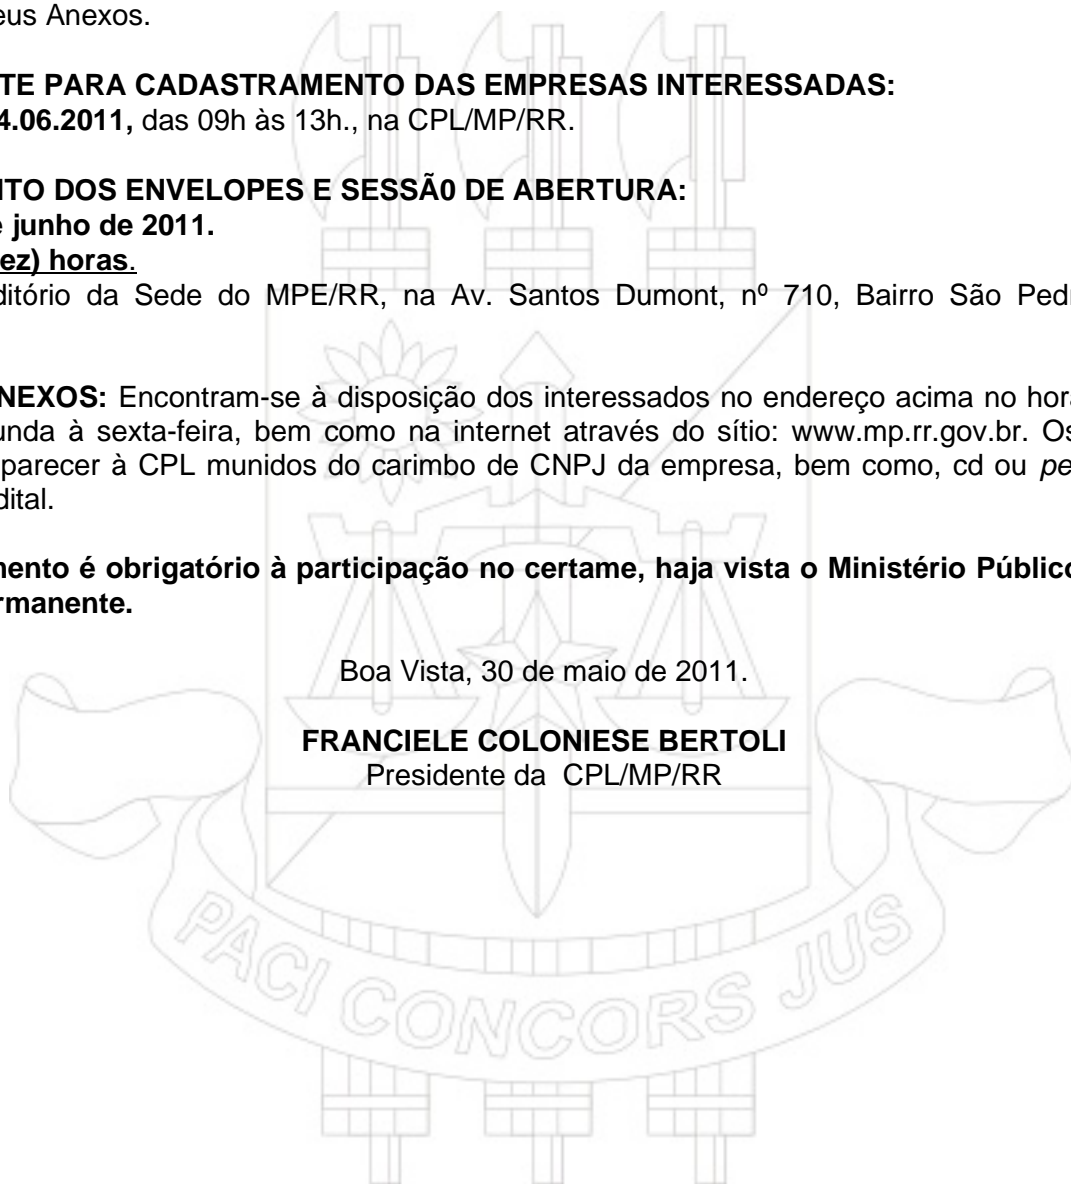 eus Anexos.
TE PARA CADASTRAMENTO DAS EMPRESAS INTERESSADAS:
4.06.2011, das 09h às 13h., na CPL/MP/RR.
NTO DOS ENVELOPES E SESSÃ0 DE ABERTURA:
e junho de 2011.
ez) horas.
ditório da Sede do MPE/RR, na Av. Santos Dumont, nº 710, Bairro São Pedr
NEXOS: Encontram-se à disposição dos interessados no endereço acima no hora
unda à sexta-feira, bem como na internet através do sítio: www.mp.rr.gov.br. Os
parecer à CPL munidos do carimbo de CNPJ da empresa, bem como, cd ou pe
dital.
mento é obrigatório à participação no certame, haja vista o Ministério Público
rmanente.
Boa Vista, 30 de maio de 2011.
FRANCIELE COLONIESE BERTOLI
Presidente da CPL/MP/RR
PACI CONCORS JUS